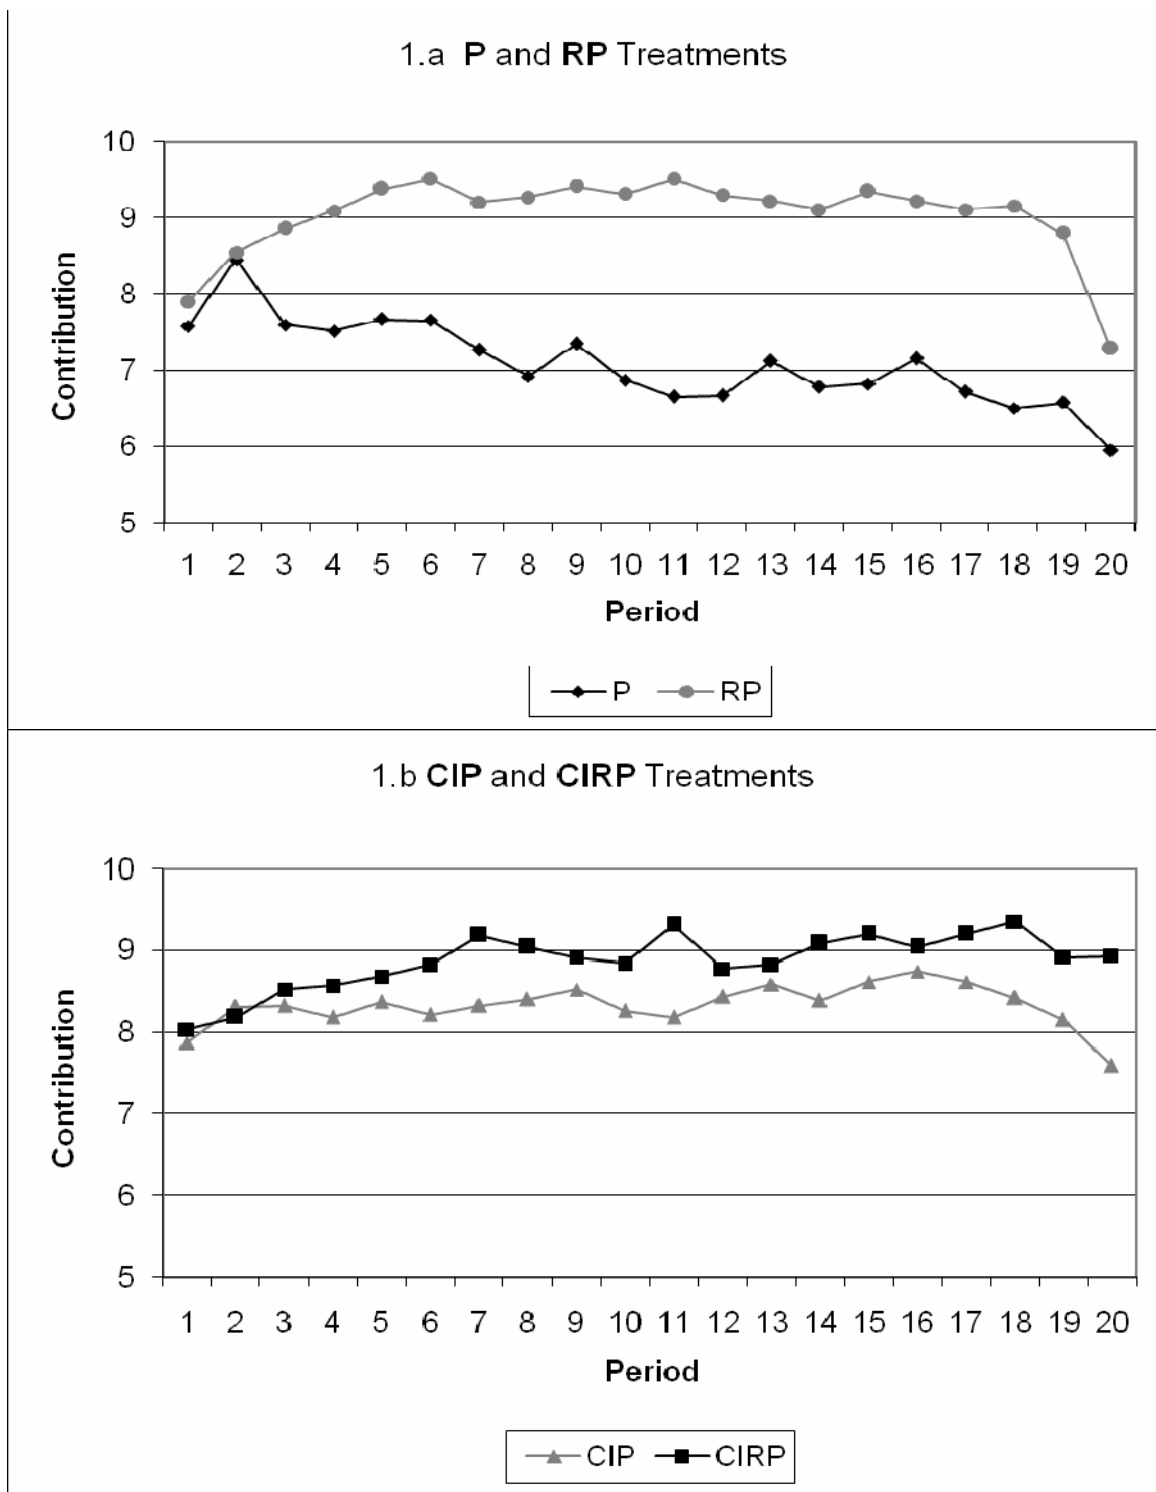 1.a P and RP Treatments
10
9
8
7
6
5
Contribution
1 2 3 4 5 6 7 8 9 10 11 12 13 14 15 16 17 18 19 20
Period
P RP
1.b CIP and CIRP Treatments
10
9
8
7
6
5
Contribution
1 2 3 4 5 6 7 8 9 10 11 12 13 14 15 16 17 18 19 20
Period
CIP CIRP